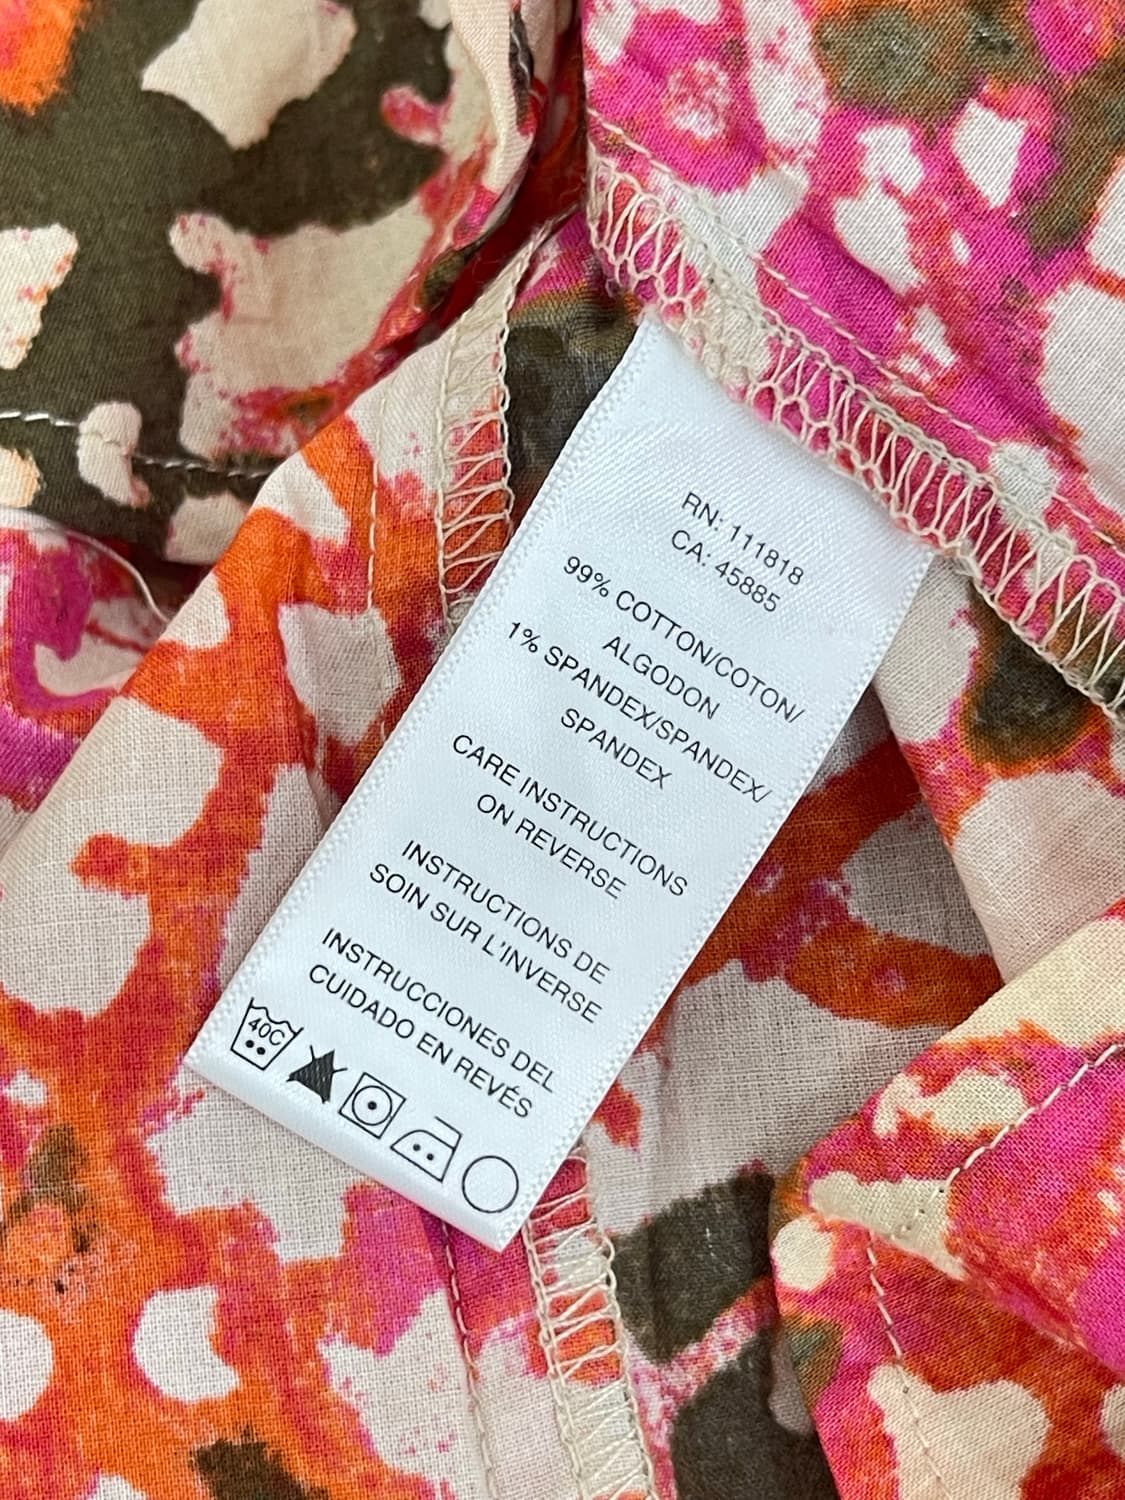 RN: 111818
CA: 45885
99% COTTON/COTON/
ALGODON
1% SPANDEX/SPANDEX/
SPANDEX
CARE INSTRUCTIONS
ON REVERSE
INSTRUCTIONS DE
SOIN SUR L'INVERSE
INSTRUCCIONES DEL
CUIDADO EN REVÉS
40C